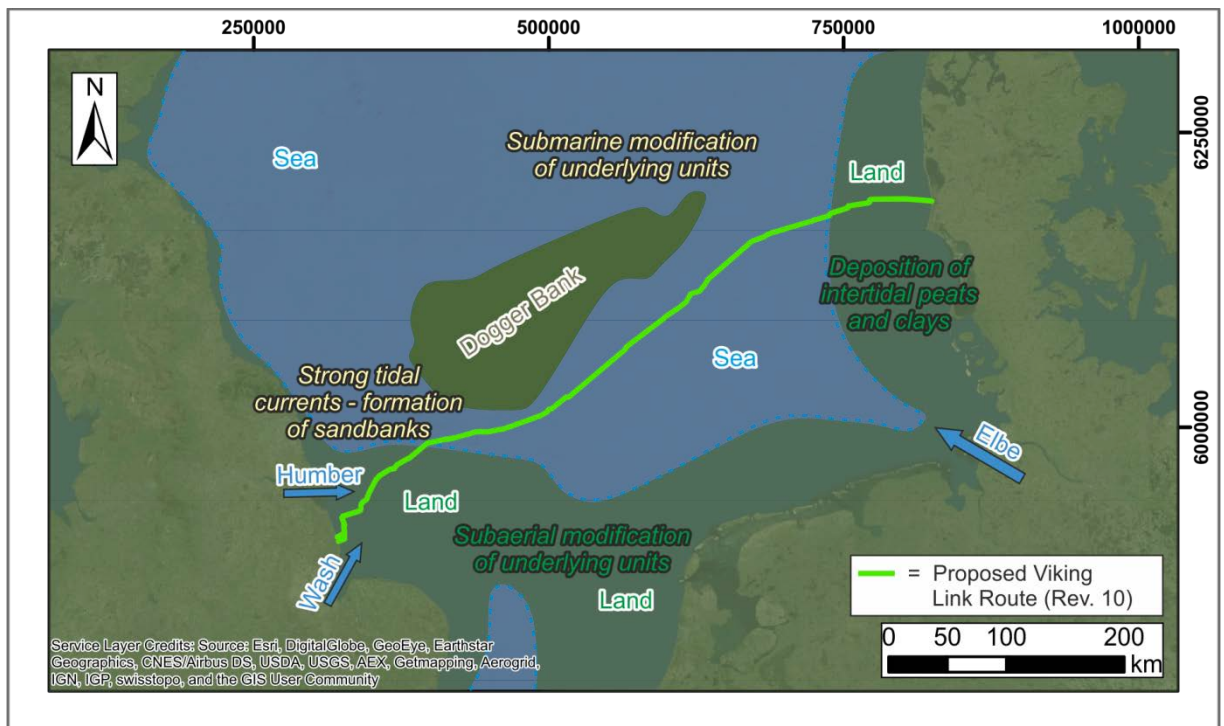 250000
500000
750000
1000000
N
6250000
Submarine modification
of underlying units
Sea
Land
Dogger Bank
Deposition of
intertidal peats
and clays
Sea
Strong tidal
currents - formation
of sandbanks
6000000
Elbe
Humber
Land
Subaerial modification
of underlying units
Wash
Land
= Proposed Viking
Link Route (Rev. 10)
0 50 100 200
km
Service Layer Credits: Source: Esri, DigitalGlobe, GeoEye, Earthstar
Geographics, CNES/Airbus DS, USDA, USGS, AEX, Getmapping, Aerogrid,
IGN, IGP, swisstopo, and the GIS User Community